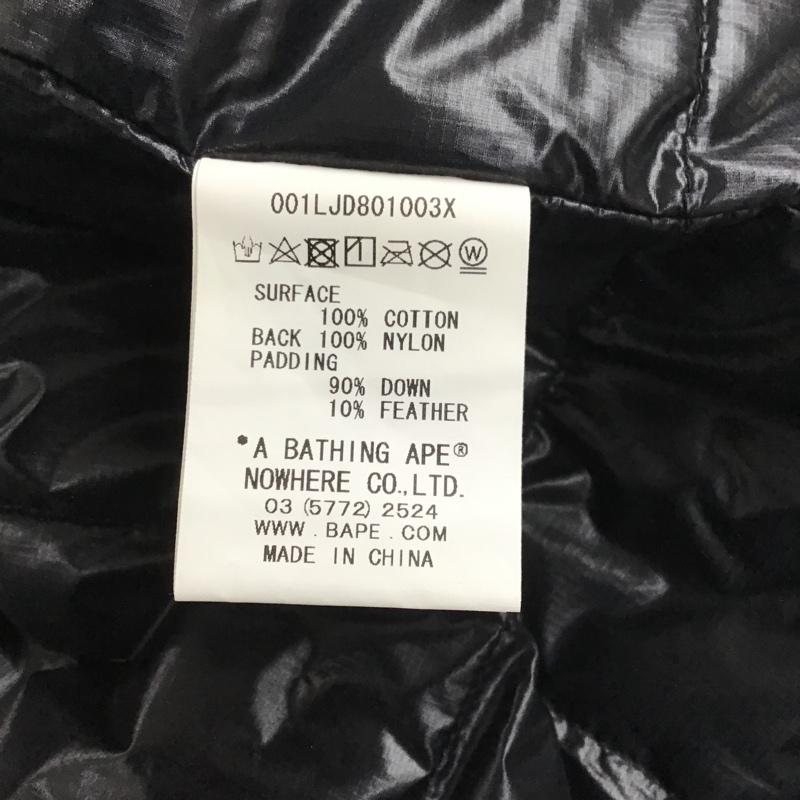 001LJD801003X
W
SURFACE
100% COTTON
BACK 100% NYLON
PADDING
90% DOWN
10% FEATHER
*A BATHING APE®
NOWHERE CO.,LTD.
03 (5772) 2524
WWW.BAPE.COM
MADE IN CHINA